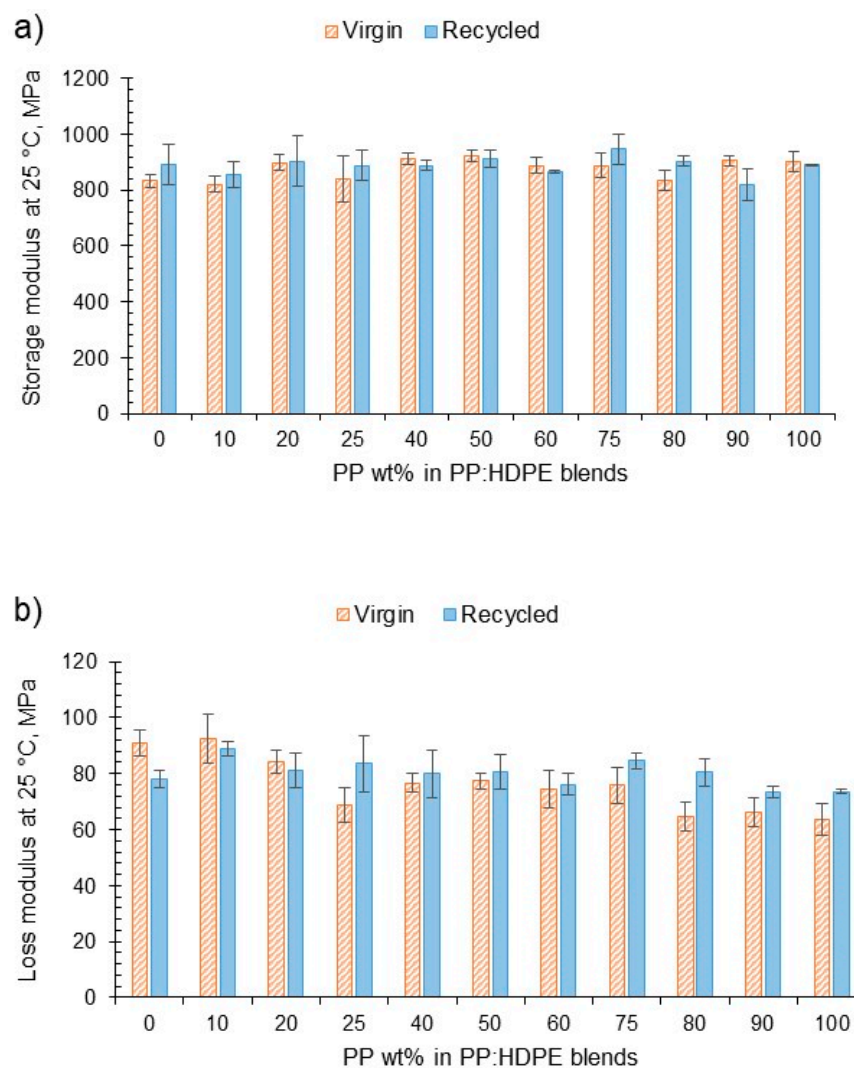 a)
Virgin Recycled
Storage modulus at 25 °C, MPa
1200
1000
800
600
400
200
0
0 10 20 25 40 50 60 75 80 90 100
PP wt% in PP:HDPE blends
b)
Virgin Recycled
Loss modulus at 25 °C, MPa
120
100
80
60
40
20
0
0 10 20 25 40 50 60 75 80 90 100
PP wt% in PP:HDPE blends